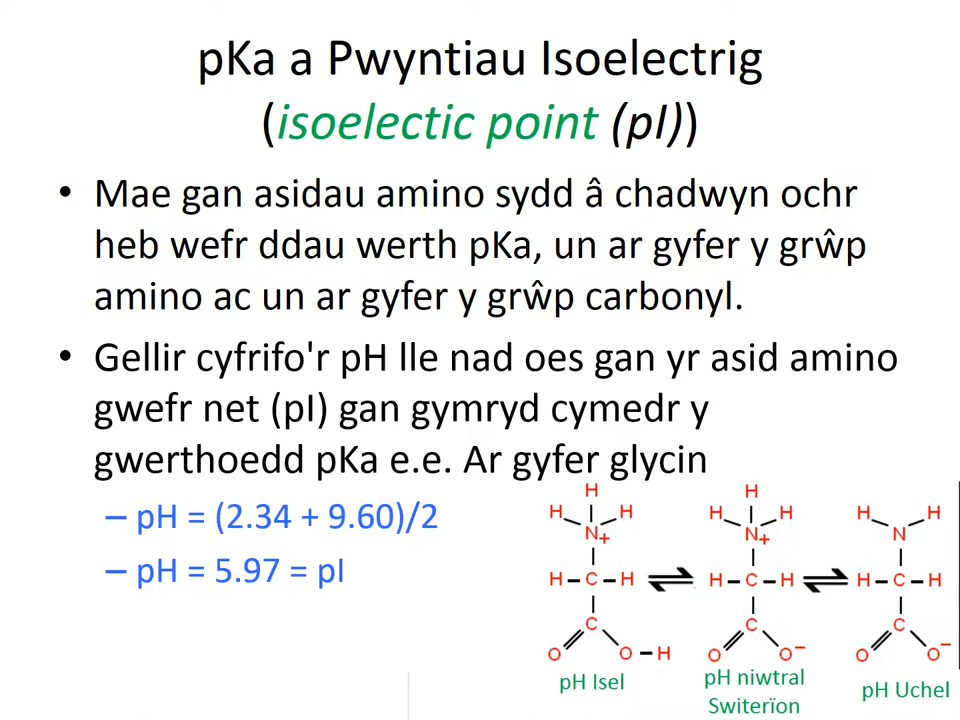 pKa a Pwyntiau Isoelectrig
(isoelectic point (pI))
• Mae gan asidau amino sydd â chadwyn ochr
heb wefr ddau werth pKa, un ar gyfer y grŵp
amino ac un ar gyfer y grŵp carbonyl.
• Gellir cyfrifo'r pH lle nad oes gan yr asid amino
gwefr net (pI) gan gymryd cymedr y
gwerthoedd pKa e.e. Ar gyfer glycin
– pH = (2.34 + 9.60)/2
– pH = 5.97 = pI
H H H
H H H H H H
N+ N+ N
H C H H C H H C H
C C C
O O H O O− O O−
pH Isel pH niwtral pH Uchel
Switerïon